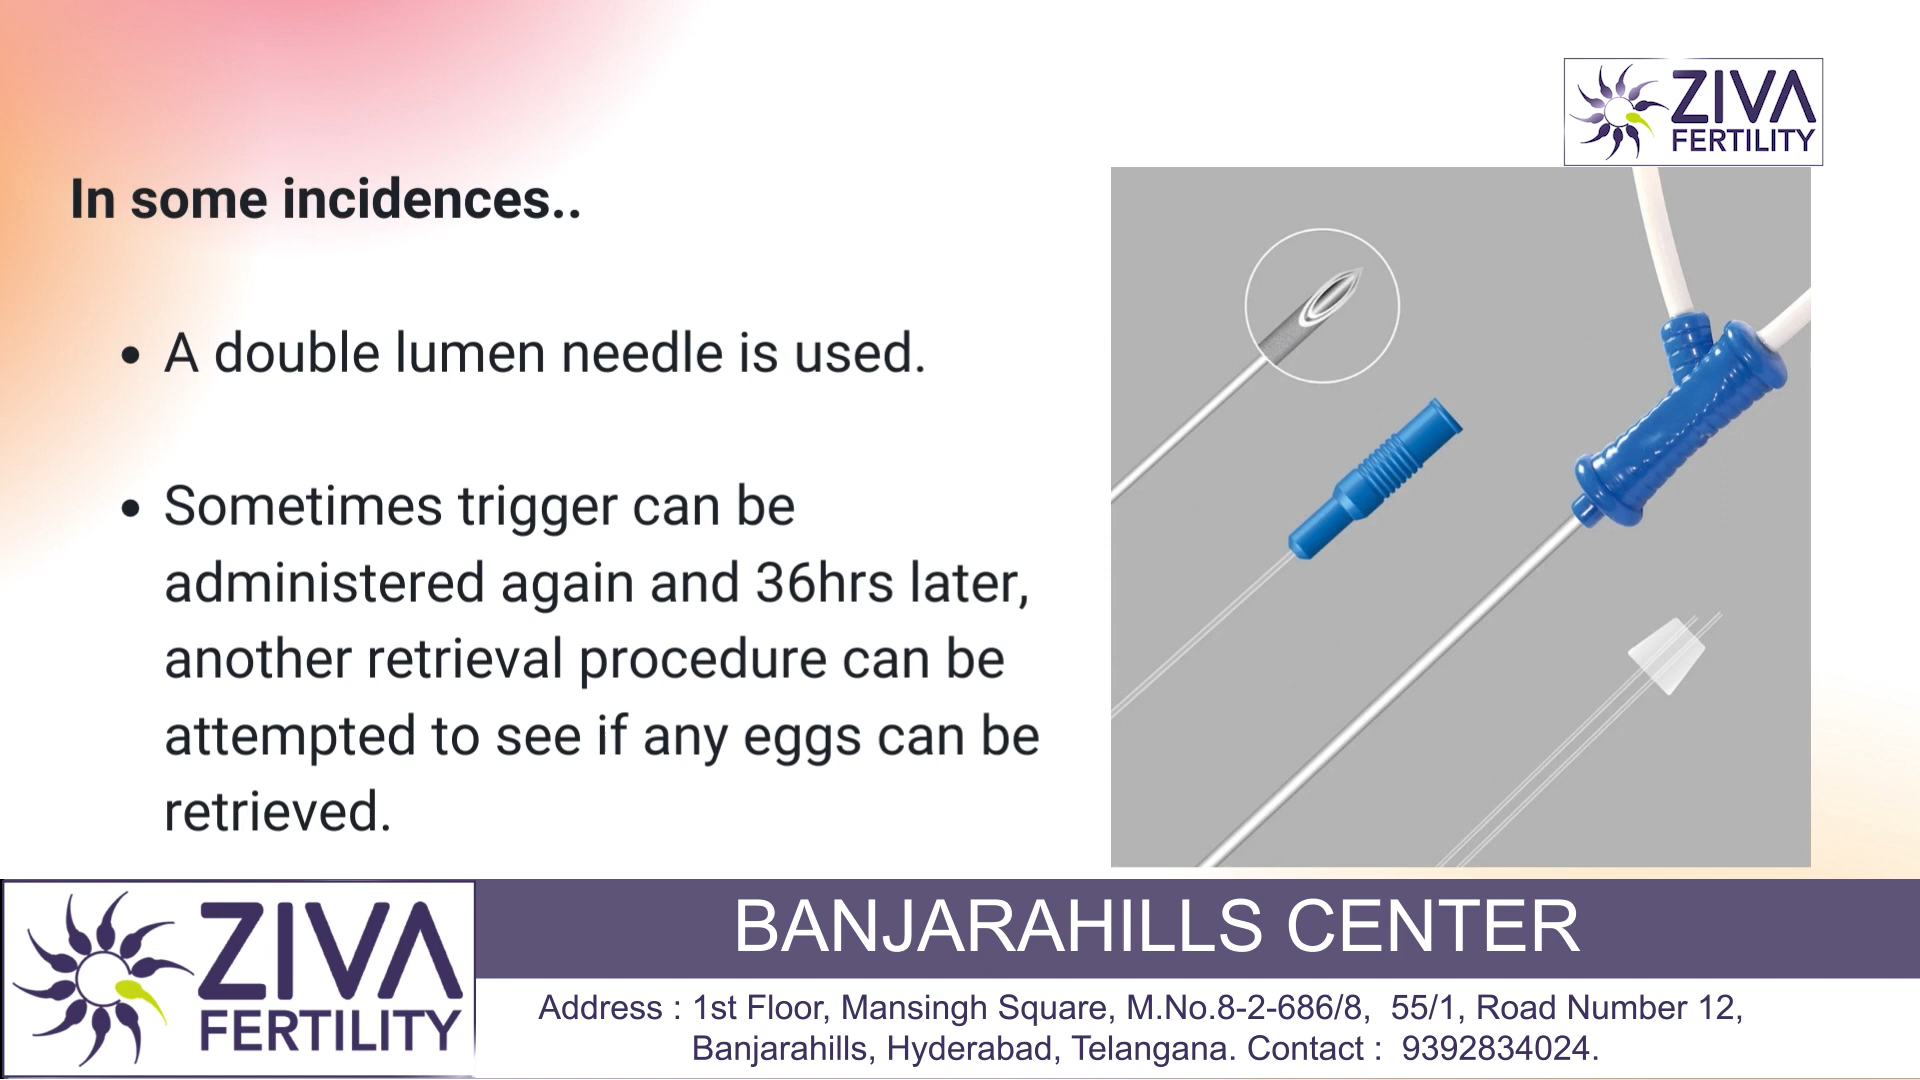 ZIVA
FERTILITY
In some incidences..
• A double lumen needle is used.
• Sometimes trigger can be
administered again and 36hrs later,
another retrieval procedure can be
attempted to see if any eggs can be
retrieved.
ZIVA
FERTILITY
BANJARAHILLS CENTER
Address : 1st Floor, Mansingh Square, M.No.8-2-686/8, 55/1, Road Number 12,
Banjarahills, Hyderabad, Telangana. Contact : 9392834024.